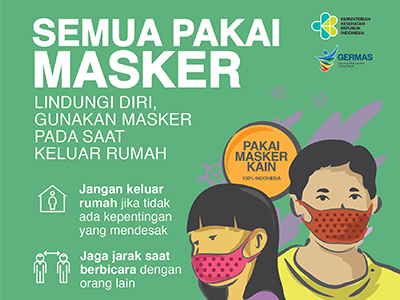 SEMUA PAKAI
MASKER
LINDUNGI DIRI,
GUNAKAN MASKER
PADA SAAT
KELUAR RUMAH
KEMENTERIAN
KESEHATAN
REPUBLIK
INDONESIA
GERMAS
PAKAI
MASKER
KAIN
100% INDONESIA
Jangan keluar
rumah jika tidak
ada kepentingan
yang mendesak
Jaga jarak saat
berbicara dengan
orang lain